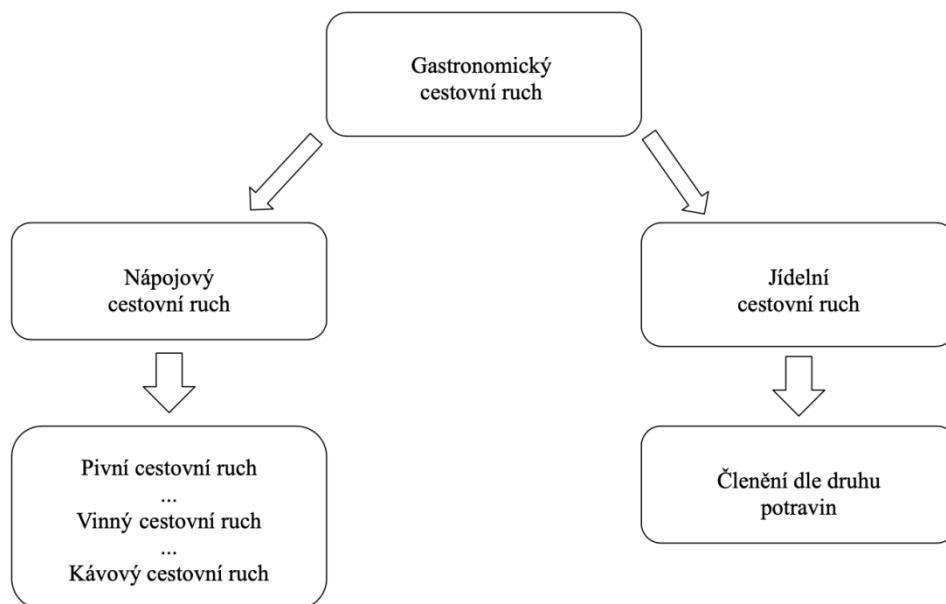 Gastronomický
cestovní ruch
Nápojový
cestovní ruch
Jídelní
cestovní ruch
Pivní cestovní ruch
...
Vinný cestovní ruch
...
Kávový cestovní ruch
Členění dle druhu
potravin